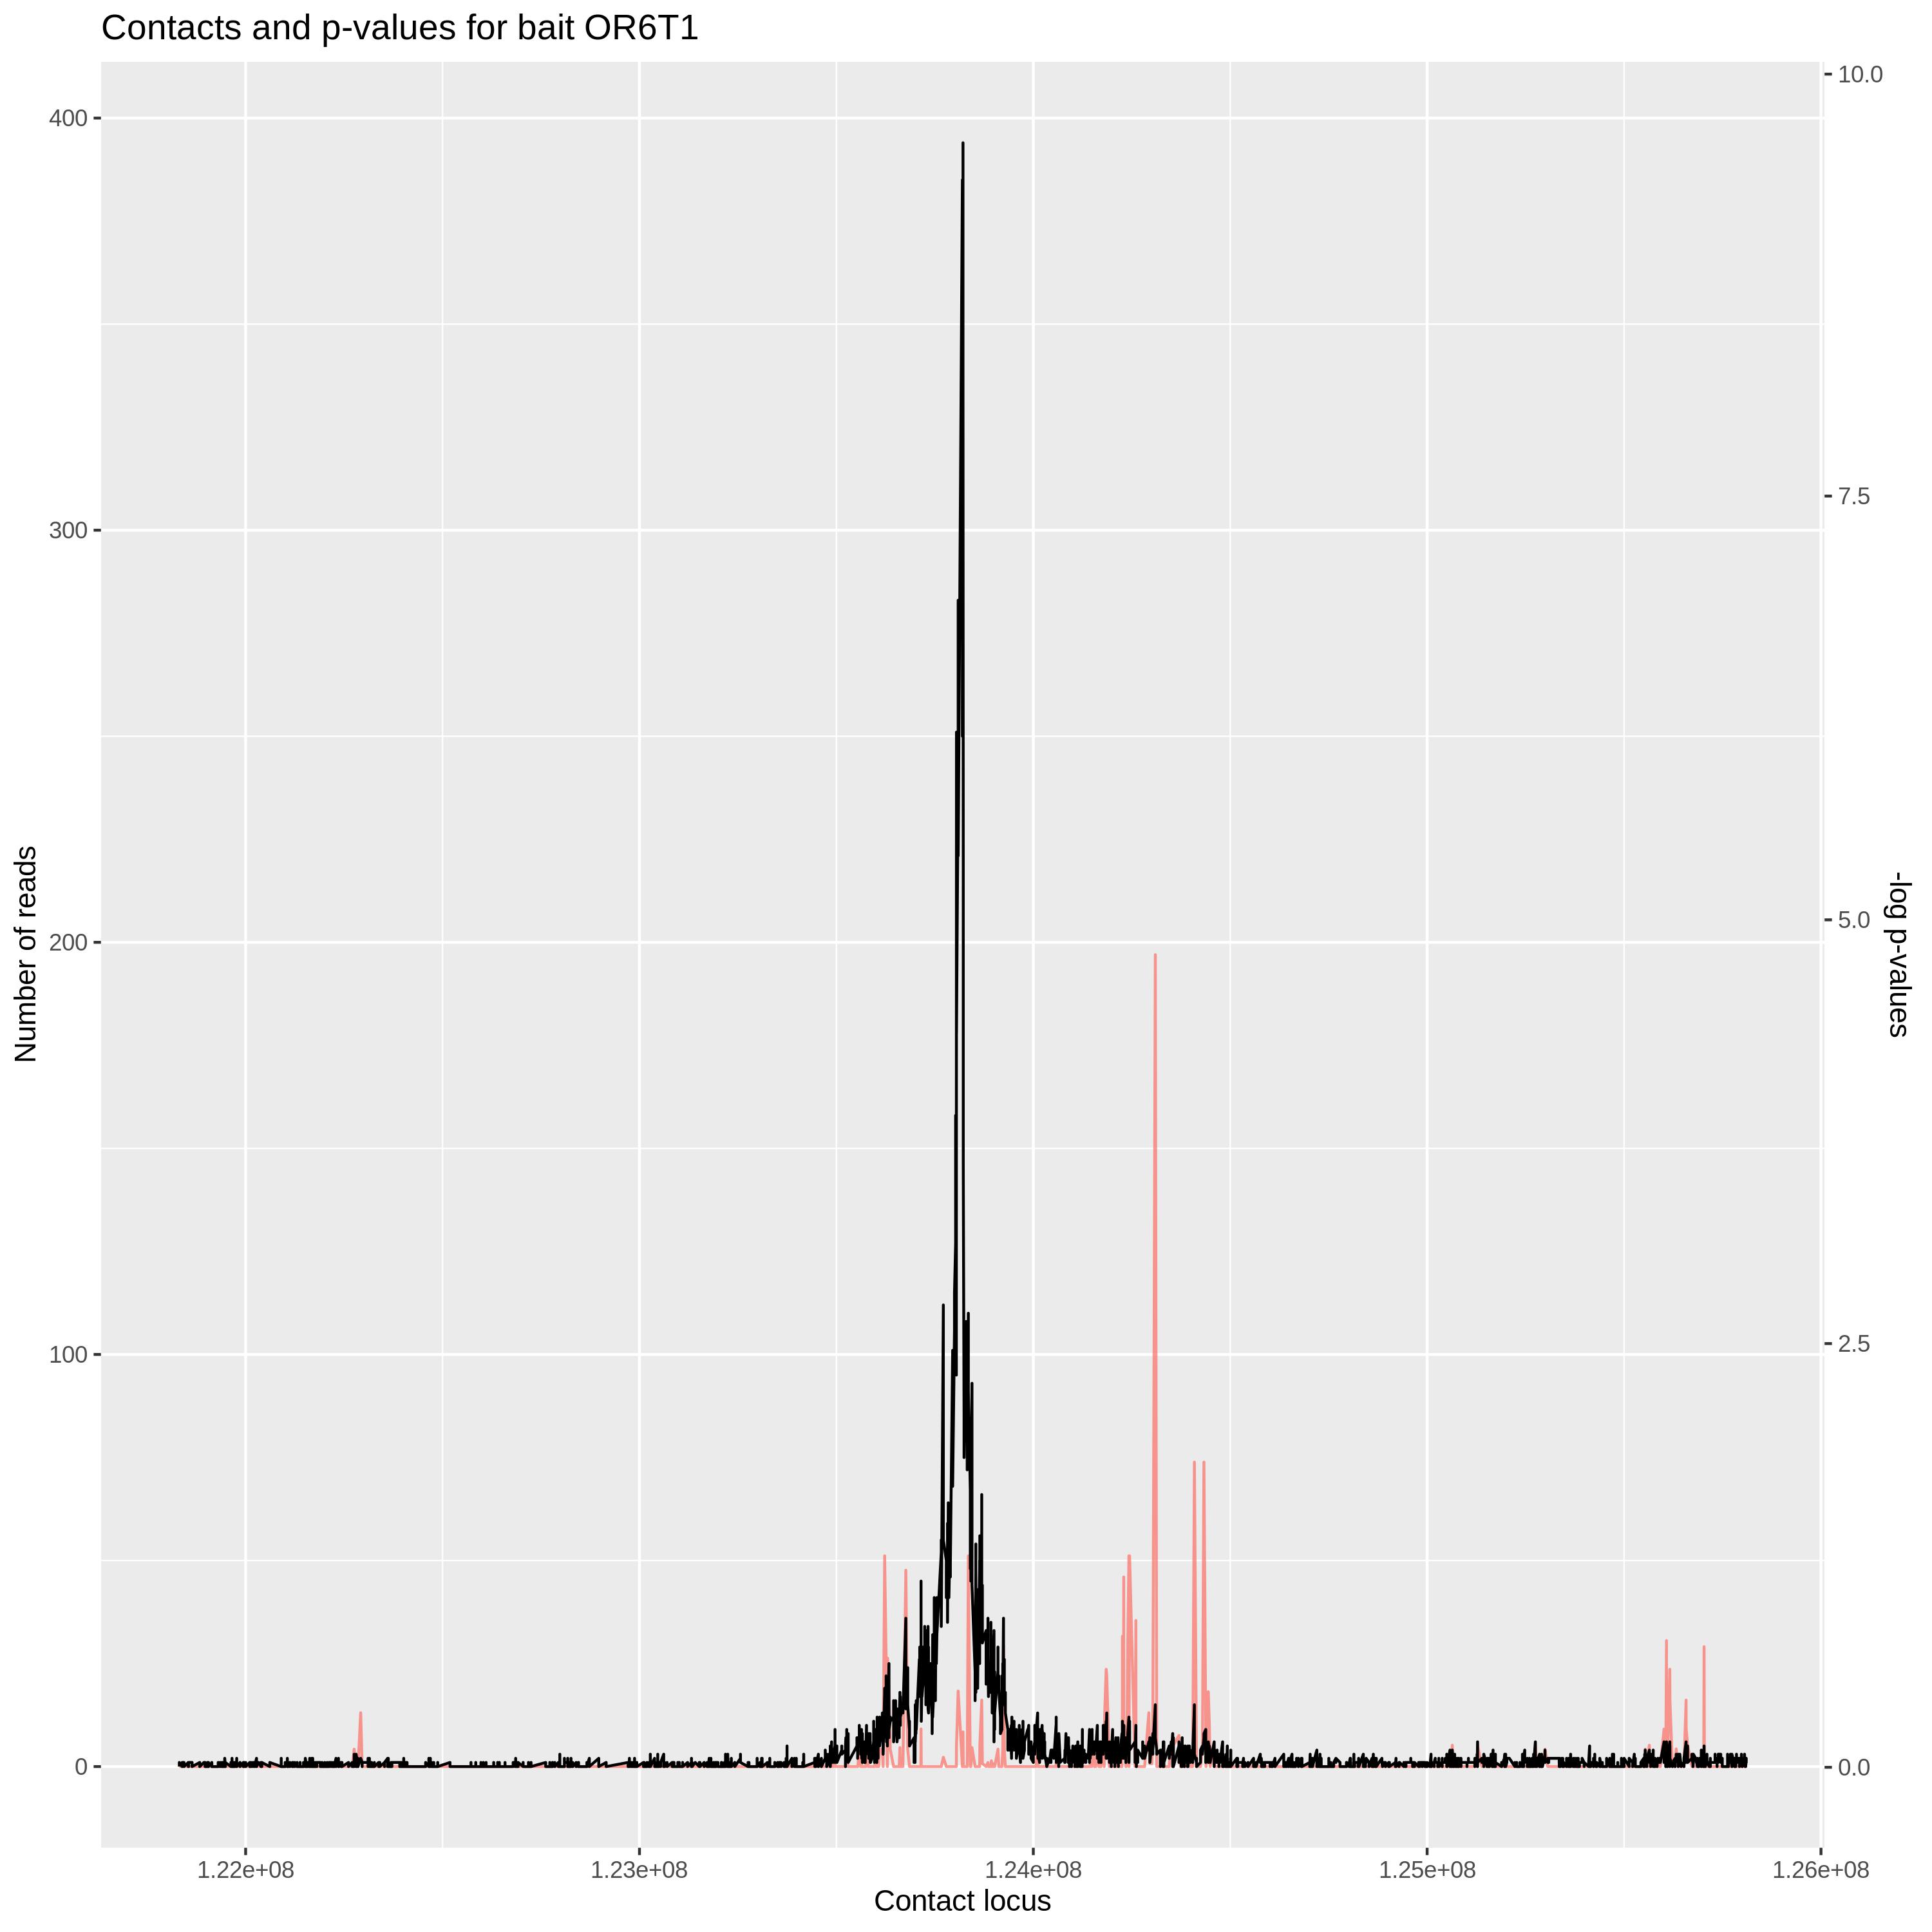 Contacts and p-values for bait OR6T1
400
300
200
100
0
Number of reads
10.0
7.5
5.0
2.5
0.0
-log p-values
1.22e+08
1.23e+08
1.24e+08
1.25e+08
1.26e+08
Contact locus